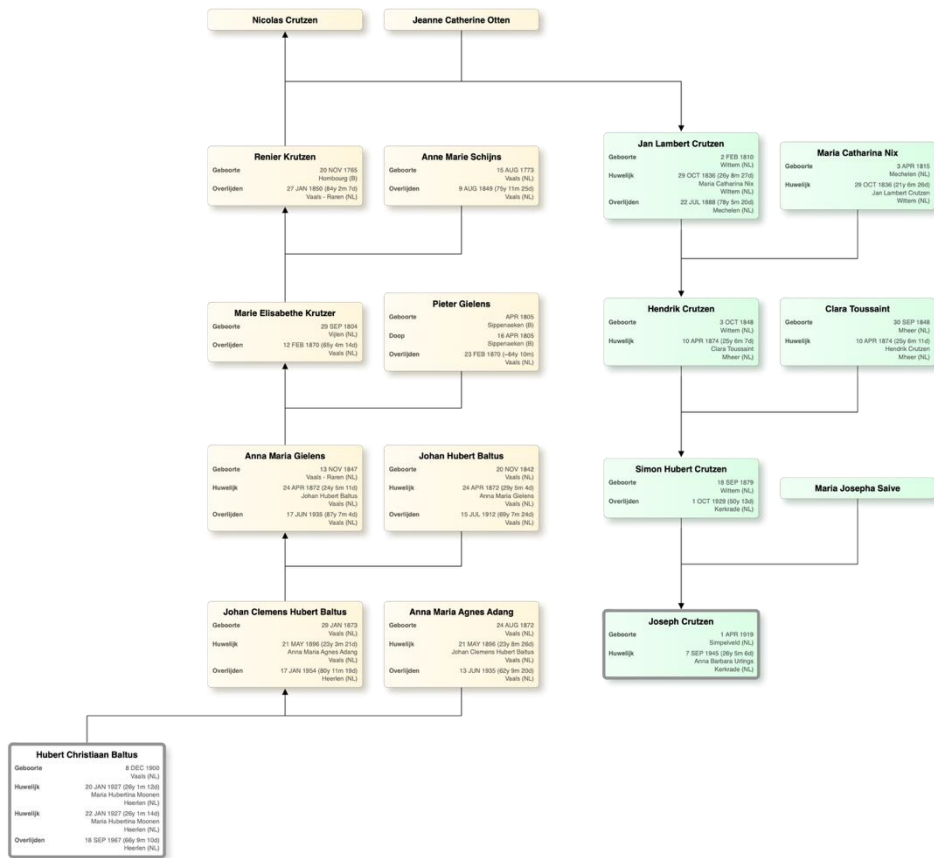 Nicolas Crutzen
Jeanne Catherine Otten
Renier Krutzen
Geboorte 20 NOV 1765
Hombourg (B)
Overlijden 27 JAN 1850 (84y 2m 7d)
Vaals - Raren (NL)
Anne Marie Schijns
Geboorte 15 AUG 1773
Vaals (NL)
Overlijden 9 AUG 1849 (75y 11m 25d)
Vaals (NL)
Jan Lambert Crutzen
Geboorte 2 FEB 1810
Wittem (NL)
Huwelijk 29 OCT 1836 (26y 8m 27d)
Maria Catharina Nix
Wittem (NL)
Overlijden 22 JUL 1888 (78y 5m 20d)
Mechelen (NL)
Maria Catharina Nix
Geboorte 3 APR 1815
Mechelen (NL)
Huwelijk 29 OCT 1836 (21y 6m 26d)
Jan Lambert Crutzen
Wittem (NL)
Marie Elisabethe Krutzer
Geboorte 29 SEP 1804
Vijlen (NL)
Overlijden 12 FEB 1870 (65y 4m 14d)
Vaals (NL)
Pieter Gielens
Geboorte APR 1805
Sippenaeken (B)
Doop 16 APR 1805
Sippenaeken (B)
Overlijden 23 FEB 1870 (~64y 10m)
Vaals (NL)
Hendrik Crutzen
Geboorte 3 OCT 1848
Wittem (NL)
Huwelijk 10 APR 1874 (25y 6m 7d)
Clara Toussaint
Mheer (NL)
Clara Toussaint
Geboorte 30 SEP 1848
Mheer (NL)
Huwelijk 10 APR 1874 (25y 6m 11d)
Hendrik Crutzen
Mheer (NL)
Anna Maria Gielens
Geboorte 13 NOV 1847
Vaals - Raren (NL)
Huwelijk 24 APR 1872 (24y 5m 11d)
Johan Hubert Baltus
Vaals (NL)
Overlijden 17 JUN 1935 (87y 7m 4d)
Vaals (NL)
Johan Hubert Baltus
Geboorte 20 NOV 1842
Vaals (NL)
Huwelijk 24 APR 1872 (29y 5m 4d)
Anna Maria Gielens
Vaals (NL)
Overlijden 15 JUL 1912 (69y 7m 24d)
Vaals (NL)
Simon Hubert Crutzen
Geboorte 18 SEP 1879
Wittem (NL)
Overlijden 1 OCT 1929 (50y 13d)
Kerkrade (NL)
Maria Josepha Saive
Johan Clemens Hubert Baltus
Geboorte 29 JAN 1873
Vaals (NL)
Huwelijk 21 MAY 1896 (23y 3m 21d)
Anna Maria Agnes Adang
Vaals (NL)
Overlijden 17 JAN 1954 (80y 11m 19d)
Heerlen (NL)
Anna Maria Agnes Adang
Geboorte 24 AUG 1872
Vaals (NL)
Huwelijk 21 MAY 1896 (23y 8m 26d)
Johan Clemens Hubert Baltus
Vaals (NL)
Overlijden 13 JUN 1935 (62y 9m 20d)
Vaals (NL)
Joseph Crutzen
Geboorte 1 APR 1919
Simpelveld (NL)
Huwelijk 7 SEP 1945 (26y 5m 6d)
Anna Barbara Urlings
Kerkrade (NL)
Hubert Christiaan Baltus
Geboorte 8 DEC 1900
Vaals (NL)
Huwelijk 20 JAN 1927 (26y 1m 12d)
Maria Hubertina Moonen
Heerlen (NL)
Huwelijk 22 JAN 1927 (26y 1m 14d)
Maria Hubertina Moonen
Heerlen (NL)
Overlijden 18 SEP 1967 (66y 9m 10d)
Heerlen (NL)